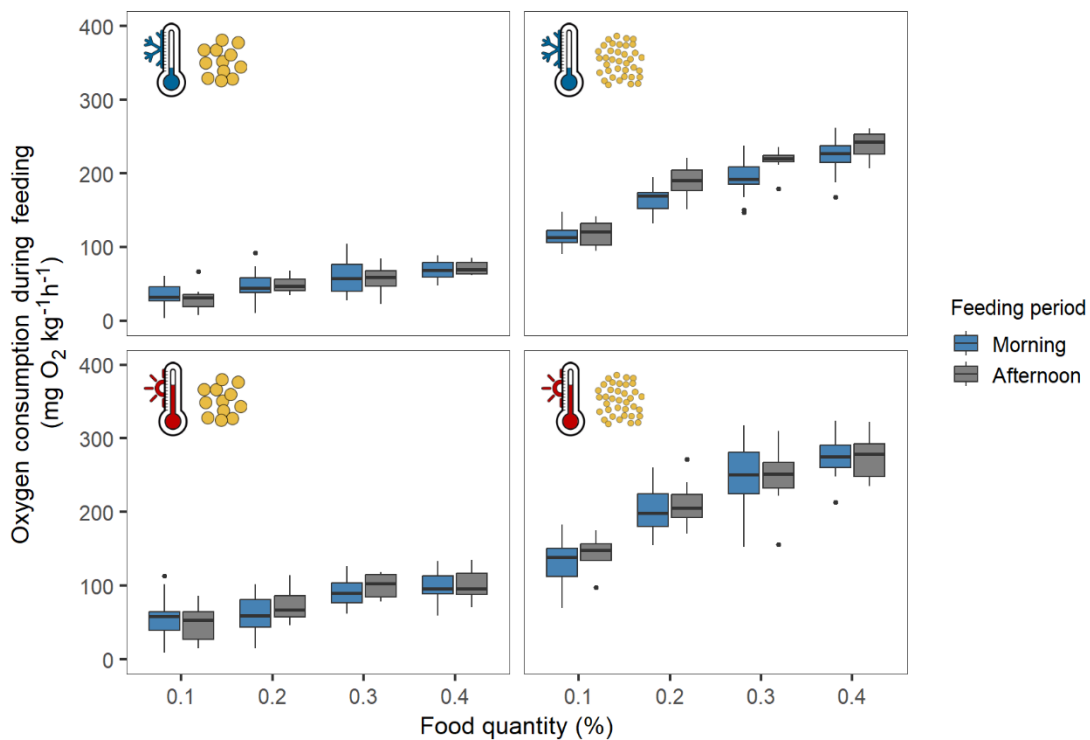 Oxygen consumption during feeding
(mg O₂ kg⁻¹h⁻¹)
400
300
200
100
0
400
300
200
100
0
0.1 0.2 0.3 0.4 0.1 0.2 0.3 0.4
Food quantity (%)
Feeding period
Morning
Afternoon